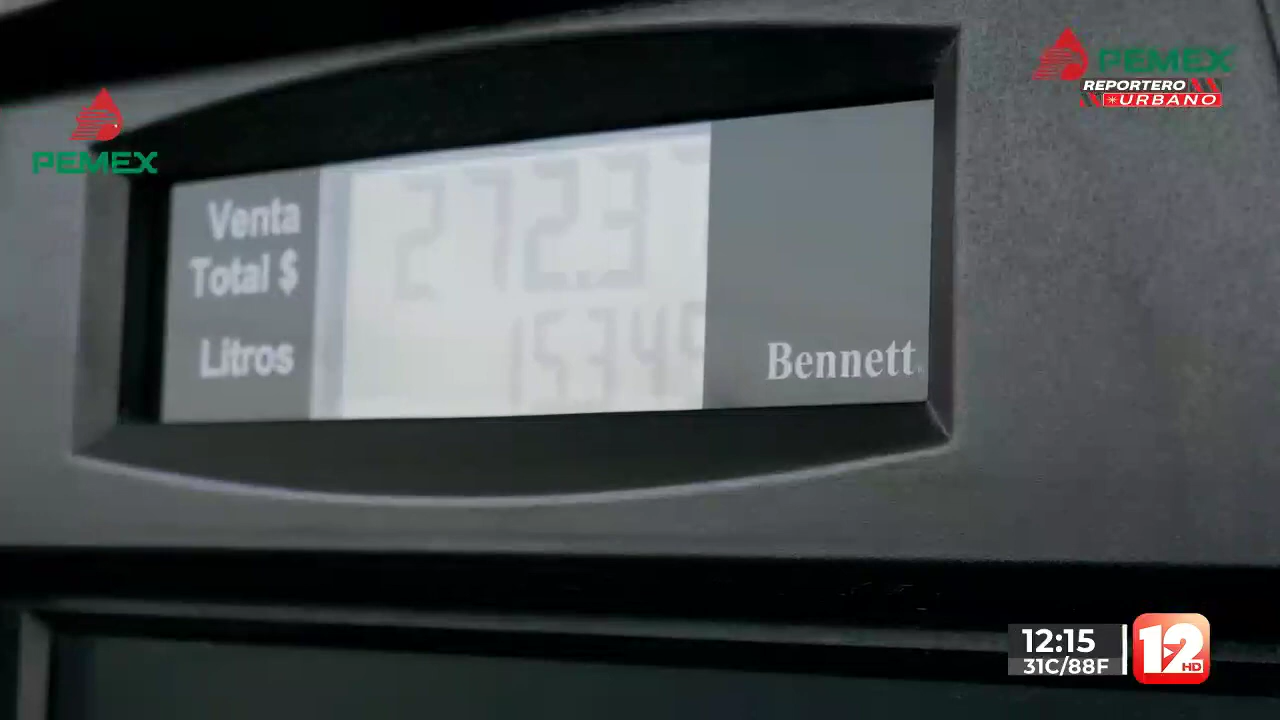 PEMEX
REPORTERO
*URBANO
PEMEX
Venta
Total $
272.3
Litros
Bennett
12:15
31C/88F
12
HD